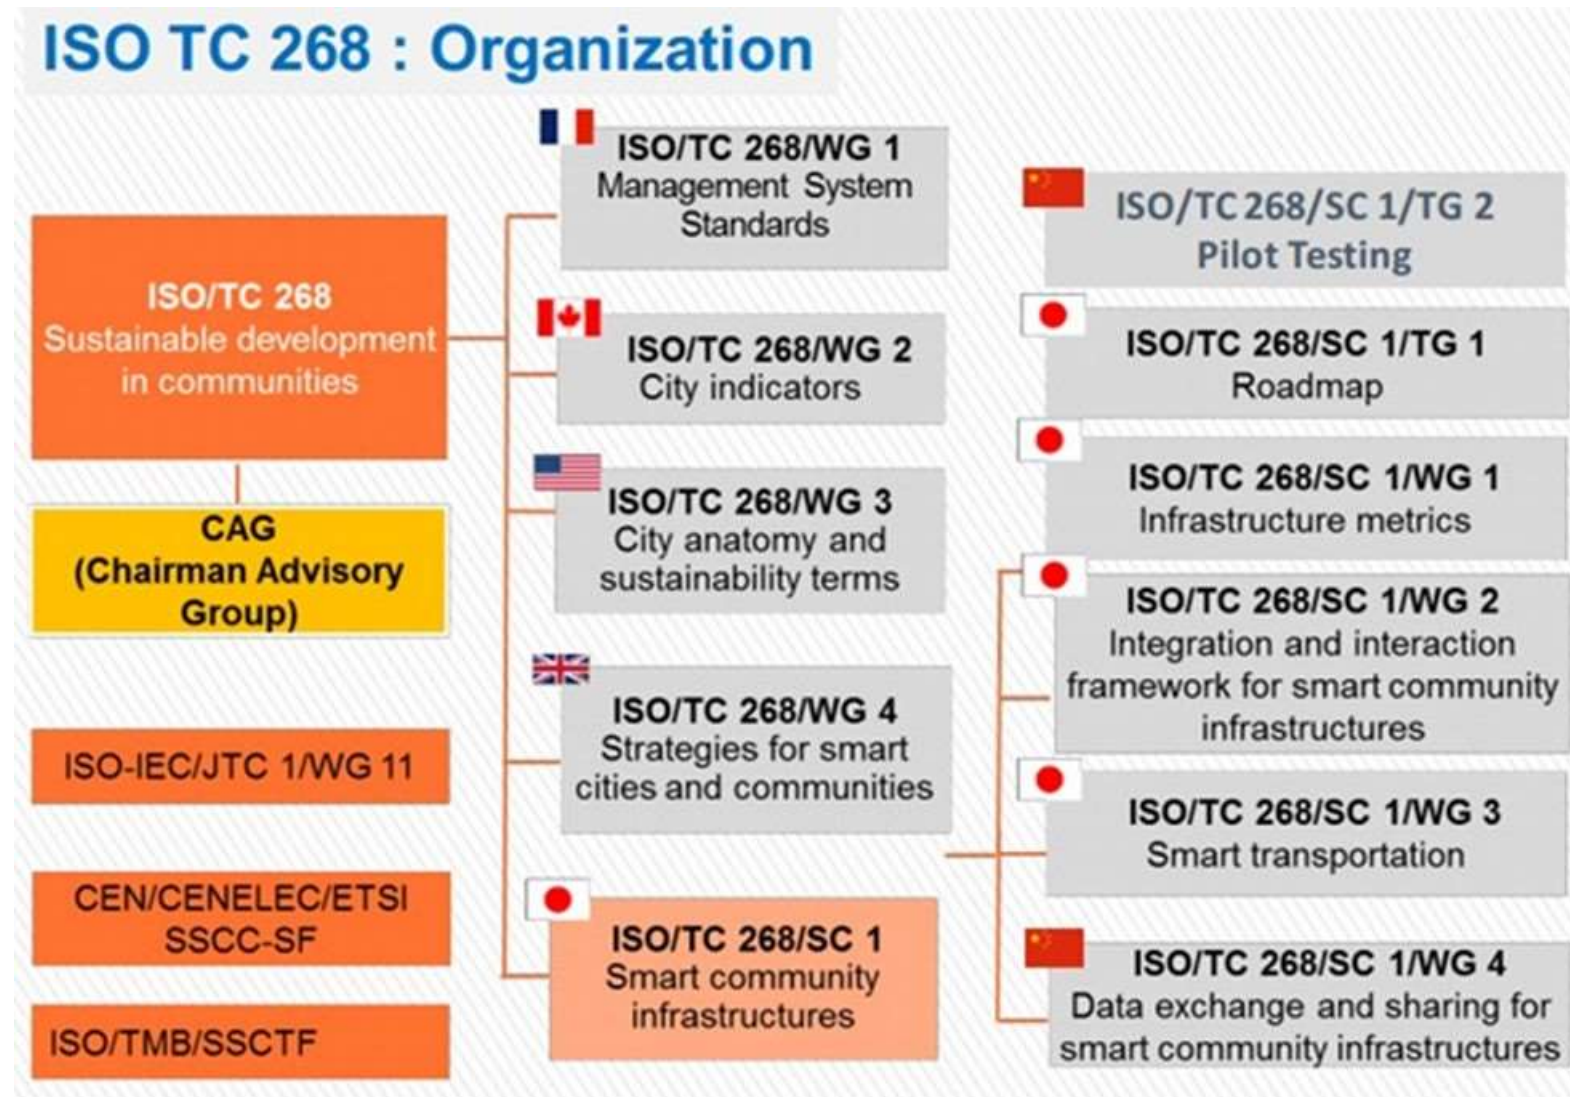 ISO TC 268 : Organization
ISO/TC 268
Sustainable development
in communities
CAG
(Chairman Advisory
Group)
ISO-IEC/JTC 1/WG 11
CEN/CENELEC/ETSI
SSCC-SF
ISO/TMB/SSCTF
ISO/TC 268/WG 1
Management System
Standards
ISO/TC 268/WG 2
City indicators
ISO/TC 268/WG 3
City anatomy and
sustainability terms
ISO/TC 268/WG 4
Strategies for smart
cities and communities
ISO/TC 268/SC 1
Smart community
infrastructures
ISO/TC 268/SC 1/TG 2
Pilot Testing
ISO/TC 268/SC 1/TG 1
Roadmap
ISO/TC 268/SC 1/WG 1
Infrastructure metrics
ISO/TC 268/SC 1/WG 2
Integration and interaction
framework for smart community
infrastructures
ISO/TC 268/SC 1/WG 3
Smart transportation
ISO/TC 268/SC 1/WG 4
Data exchange and sharing for
smart community infrastructures